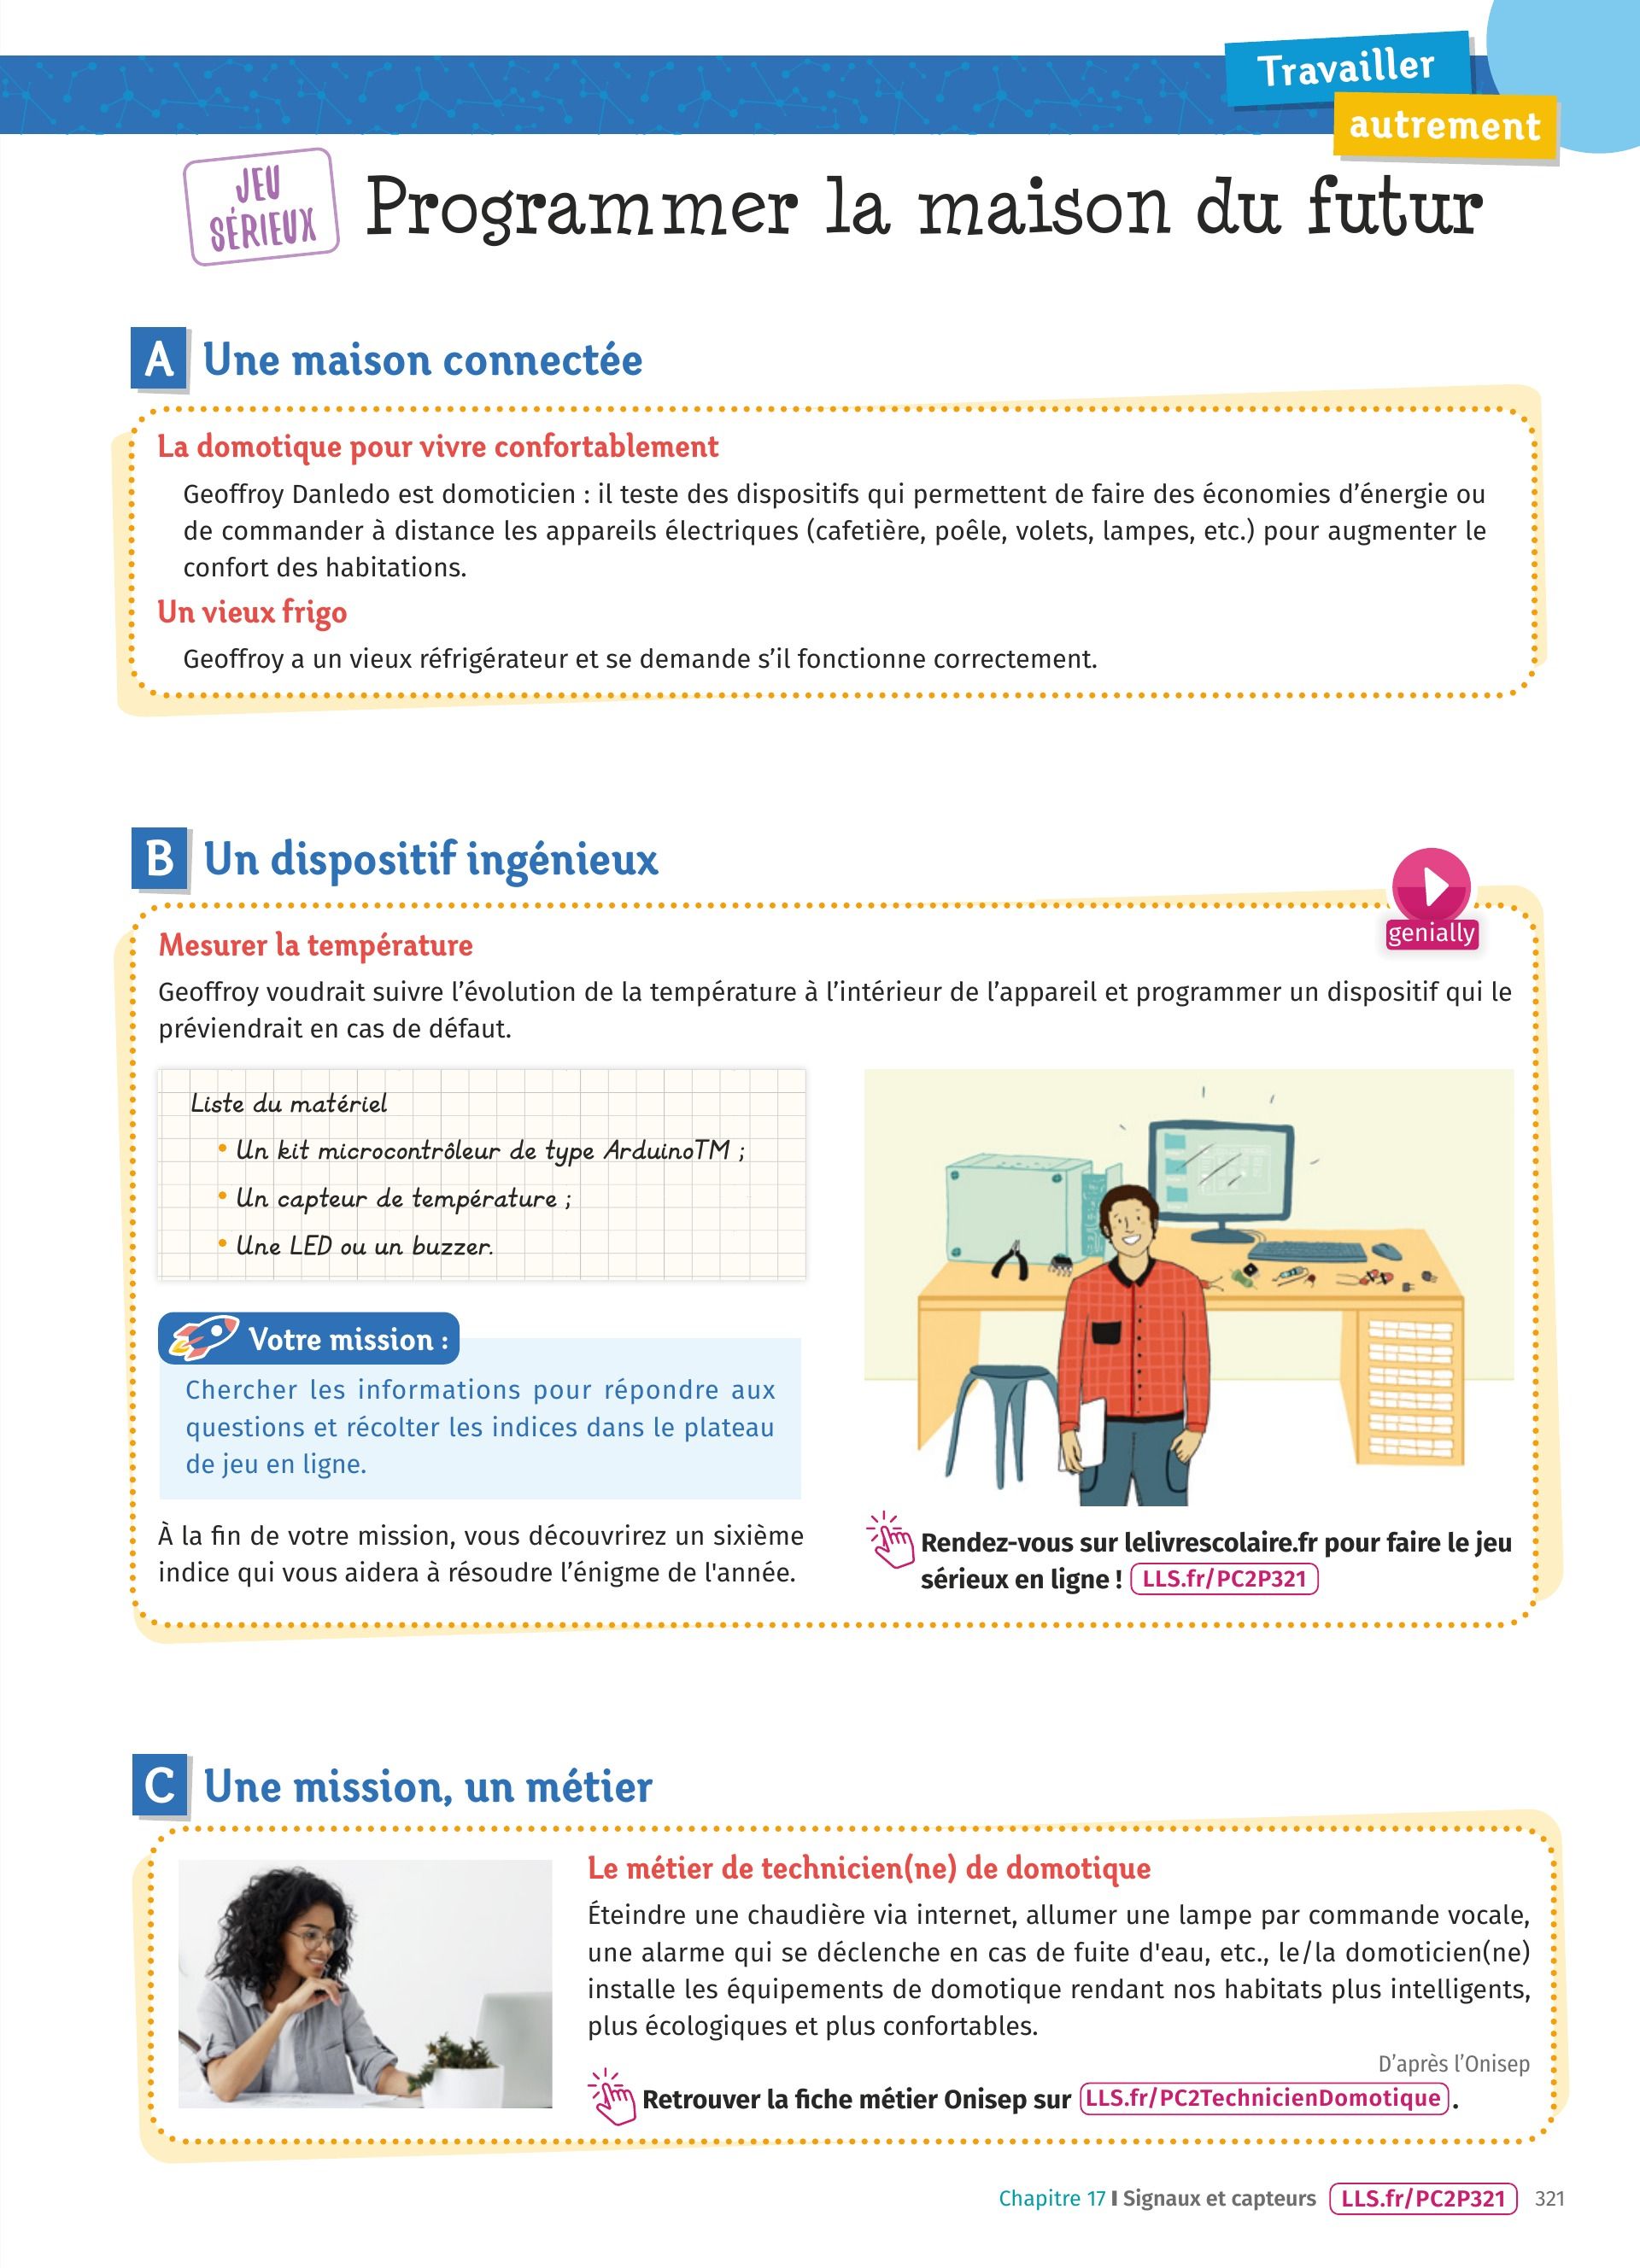 Travailler
autrement
JEU
SÉRIEUX
Programmer la maison du futur
A Une maison connectée
La domotique pour vivre confortablement
Geoffroy Danledo est domoticien : il teste des dispositifs qui permettent de faire des économies d’énergie ou
de commander à distance les appareils électriques (cafetière, poêle, volets, lampes, etc.) pour augmenter le
confort des habitations.
Un vieux frigo
Geoffroy a un vieux réfrigérateur et se demande s’il fonctionne correctement.
B Un dispositif ingénieux
genially
Mesurer la température
Geoffroy voudrait suivre l’évolution de la température à l’intérieur de l’appareil et programmer un dispositif qui le
préviendrait en cas de défaut.
Liste du matériel
• Un kit microcontrôleur de type ArduinoTM ;
• Un capteur de température ;
• Une LED ou un buzzer.
Votre mission :
Chercher les informations pour répondre aux
questions et récolter les indices dans le plateau
de jeu en ligne.
À la fin de votre mission, vous découvrirez un sixième
indice qui vous aidera à résoudre l’énigme de l'année.
Rendez-vous sur lelivrescolaire.fr pour faire le jeu
sérieux en ligne ! LLS.fr/PC2P321
C Une mission, un métier
Le métier de technicien(ne) de domotique
Éteindre une chaudière via internet, allumer une lampe par commande vocale,
une alarme qui se déclenche en cas de fuite d'eau, etc., le/la domoticien(ne)
installe les équipements de domotique rendant nos habitats plus intelligents,
plus écologiques et plus confortables.
D’après l’Onisep
Retrouver la fiche métier Onisep sur LLS.fr/PC2TechnicienDomotique .
Chapitre 17 I Signaux et capteurs LLS.fr/PC2P321 321